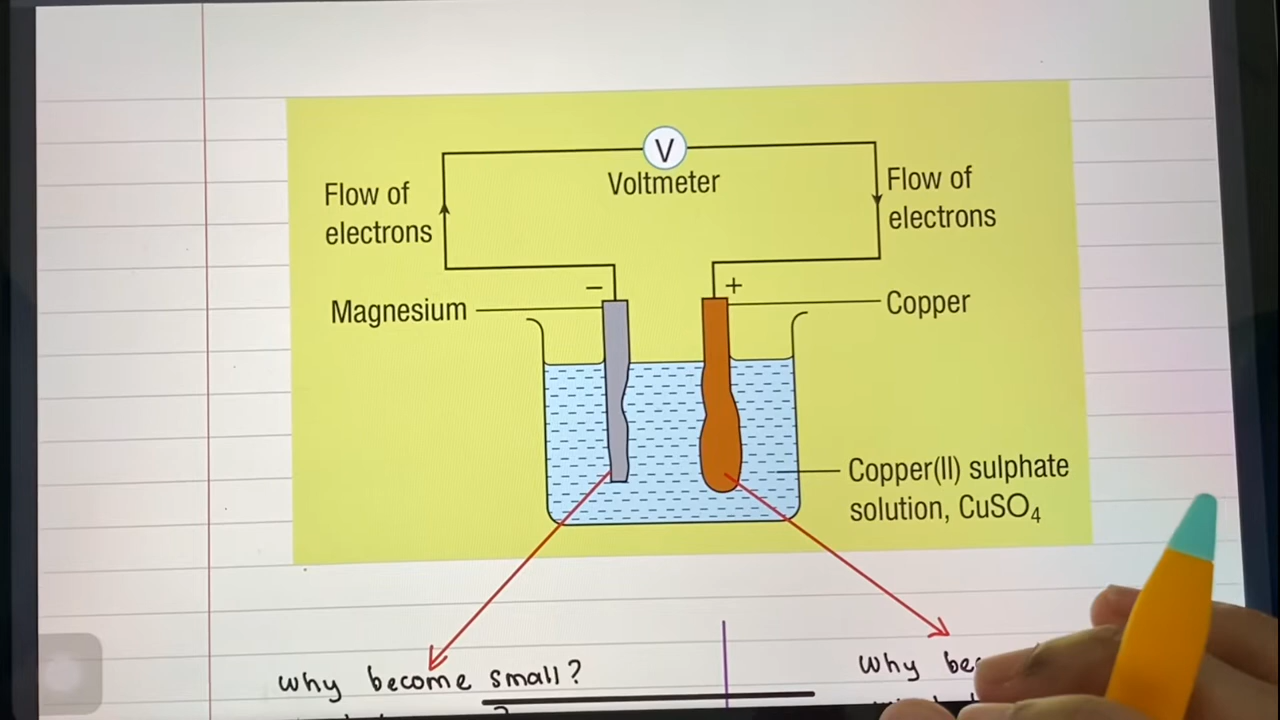 V
Voltmeter
Flow of
electrons
Flow of
electrons
−
+
Magnesium
Copper
Copper(II) sulphate
solution, CuSO₄
why become small?
why